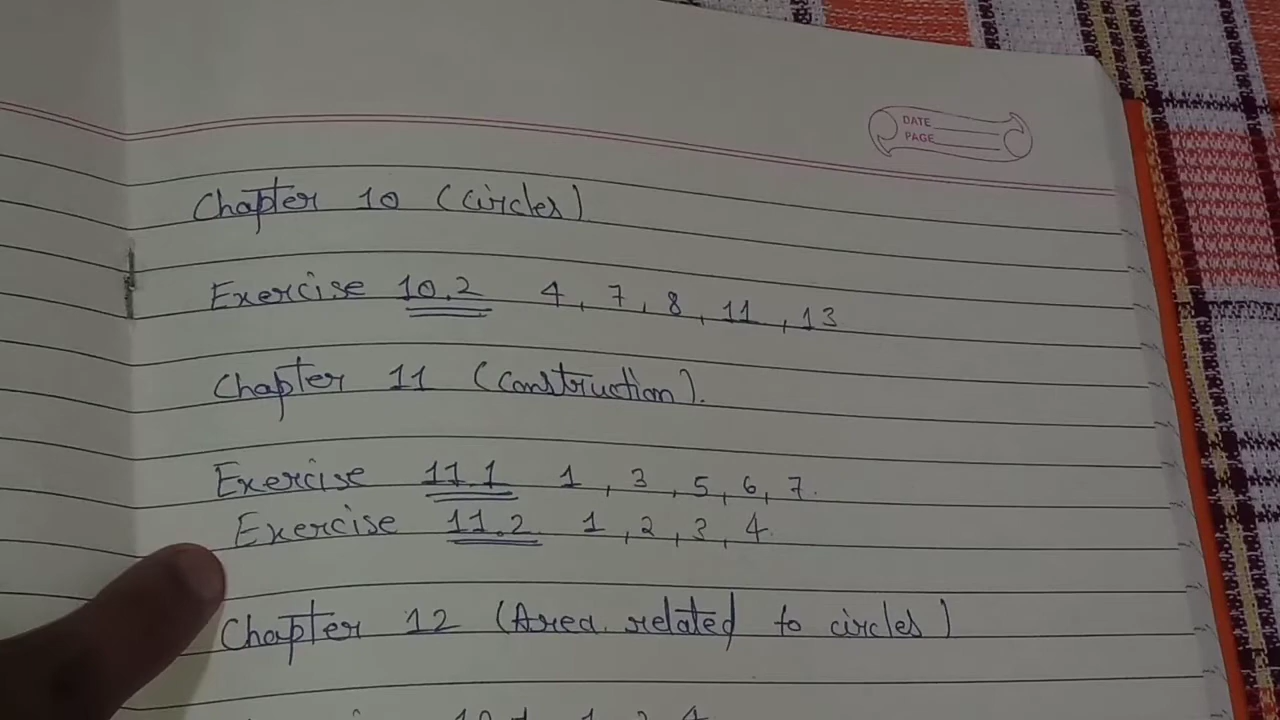 DATE
PAGE
Chapter 10 (Circles)
Exercise 10.2 4, 7, 8, 11, 13
Chapter 11 (Construction).
Exercise 11.1 1, 3, 5, 6, 7.
Exercise 11.2 1, 2, 3, 4.
Chapter 12 (Area related to circles)